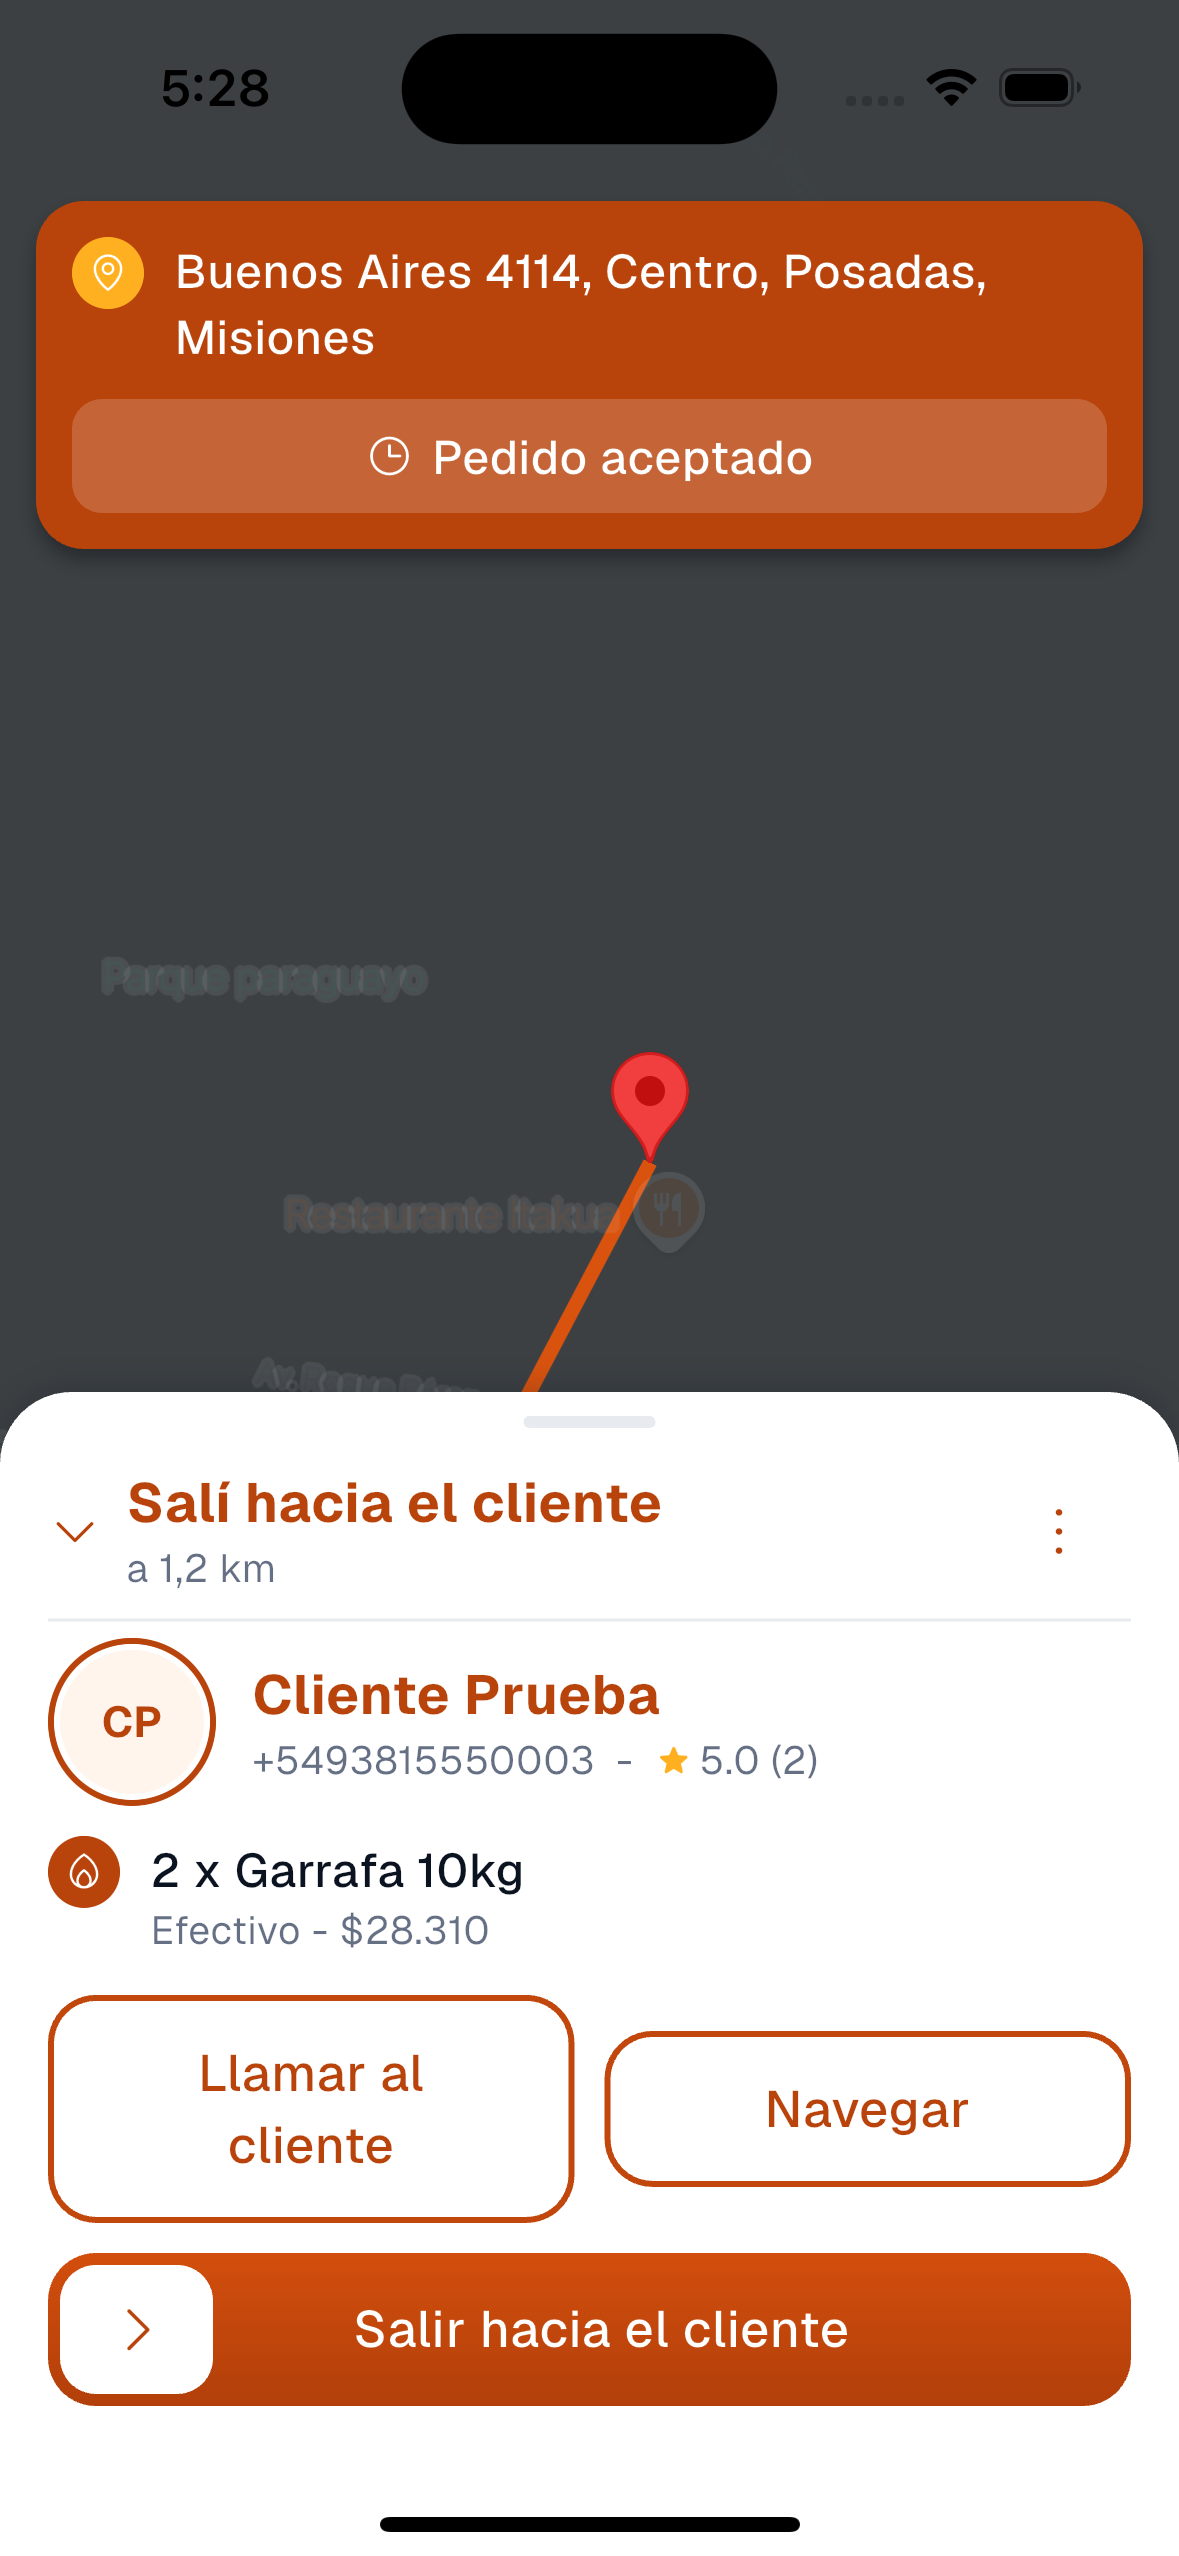 5:28
Buenos Aires 4114, Centro, Posadas,
Misiones
Pedido aceptado
Parque paraguayo
Restaurante Itakua
Salí hacia el cliente
a 1,2 km
Cliente Prueba
CP
+5493815550003 - 5.0 (2)
2 x Garrafa 10kg
Efectivo - $28.310
Llamar al
cliente
Navegar
Salir hacia el cliente